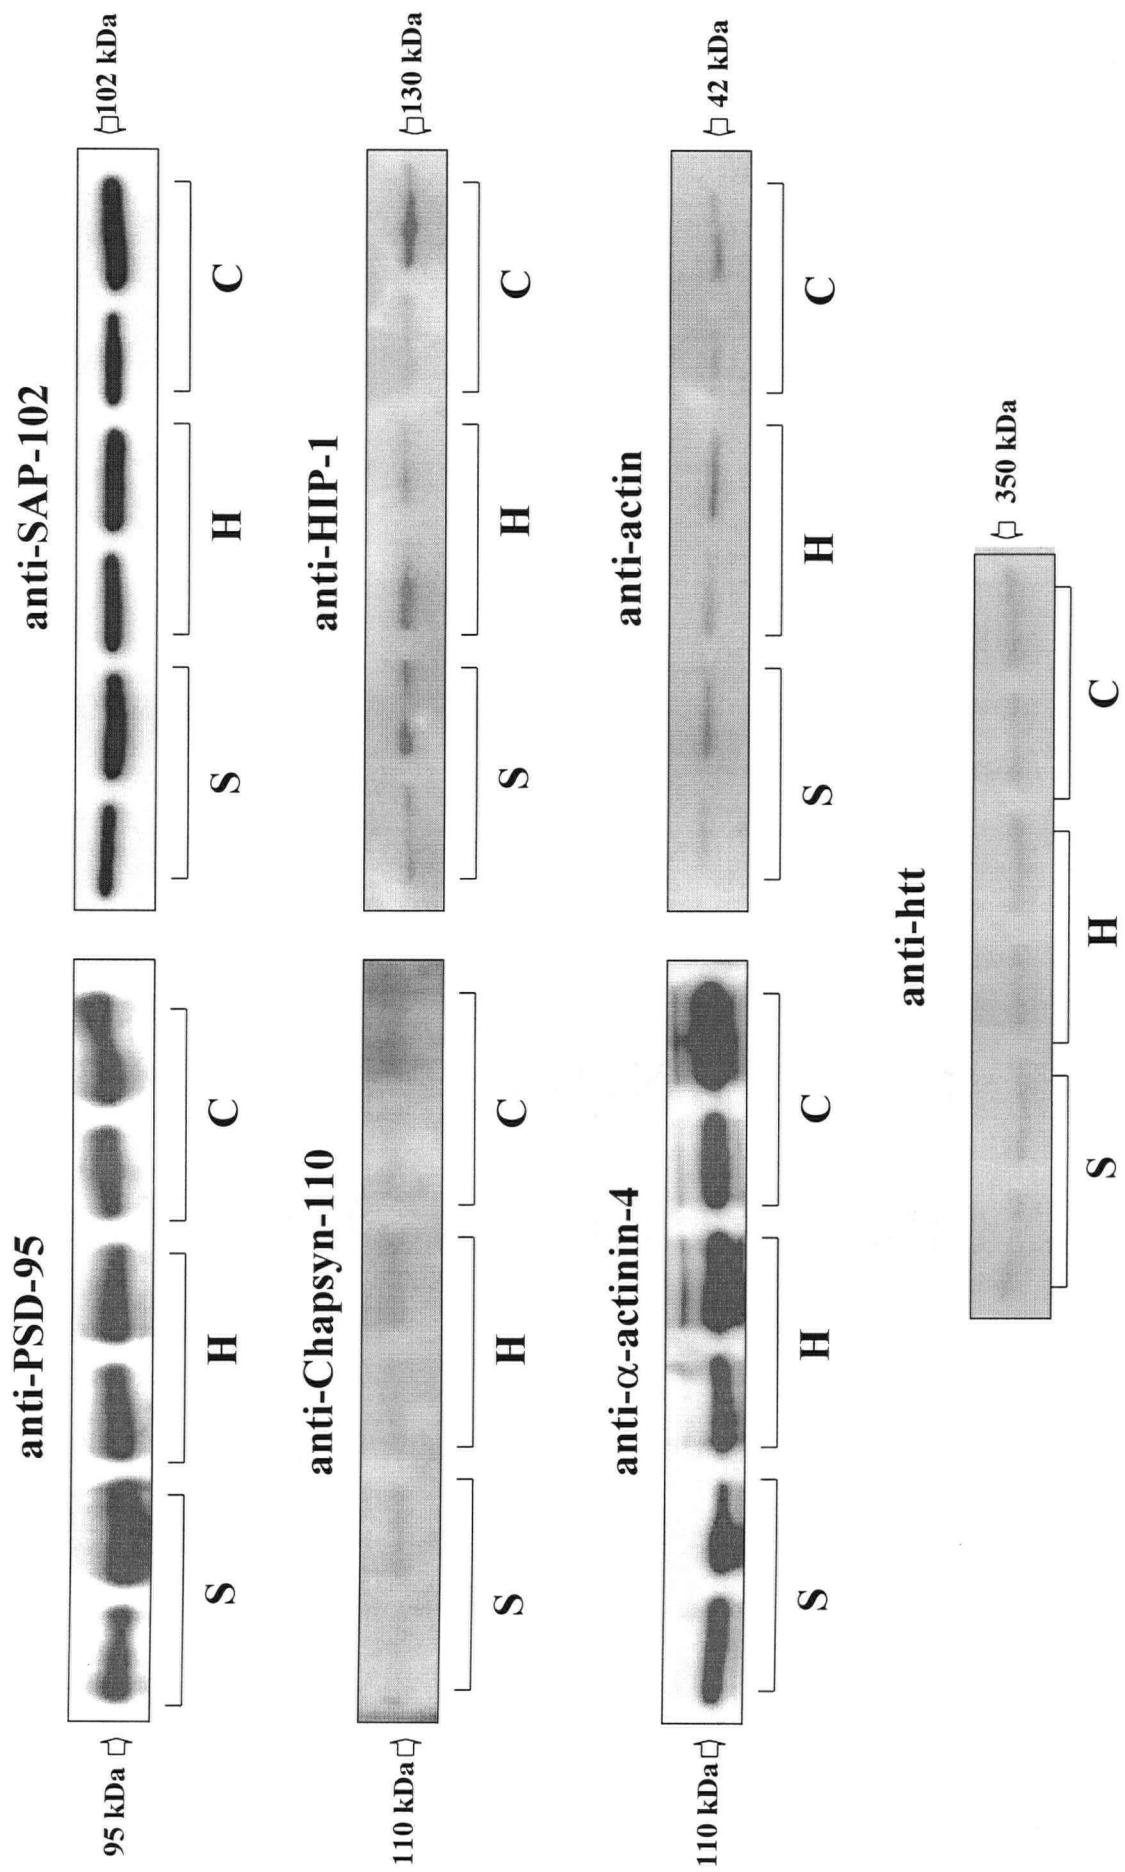 anti-PSD-95
95 kDa
S
H
C
anti-SAP-102
102 kDa
S
H
C
anti-Chapsyn-110
110 kDa
S
H
C
anti-HIP-1
130 kDa
S
H
C
anti-α-actinin-4
110 kDa
S
H
C
anti-actin
42 kDa
S
H
C
anti-htt
350 kDa
S
H
C